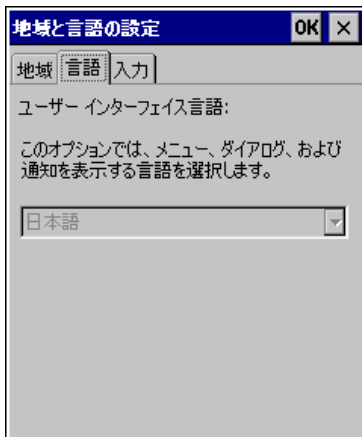 地域と言語の設定 OK ×
地域 言語 入力
ユーザー インターフェイス言語:
このオプションでは、メニュー、ダイアログ、および
通知を表示する言語を選択します。
日本語